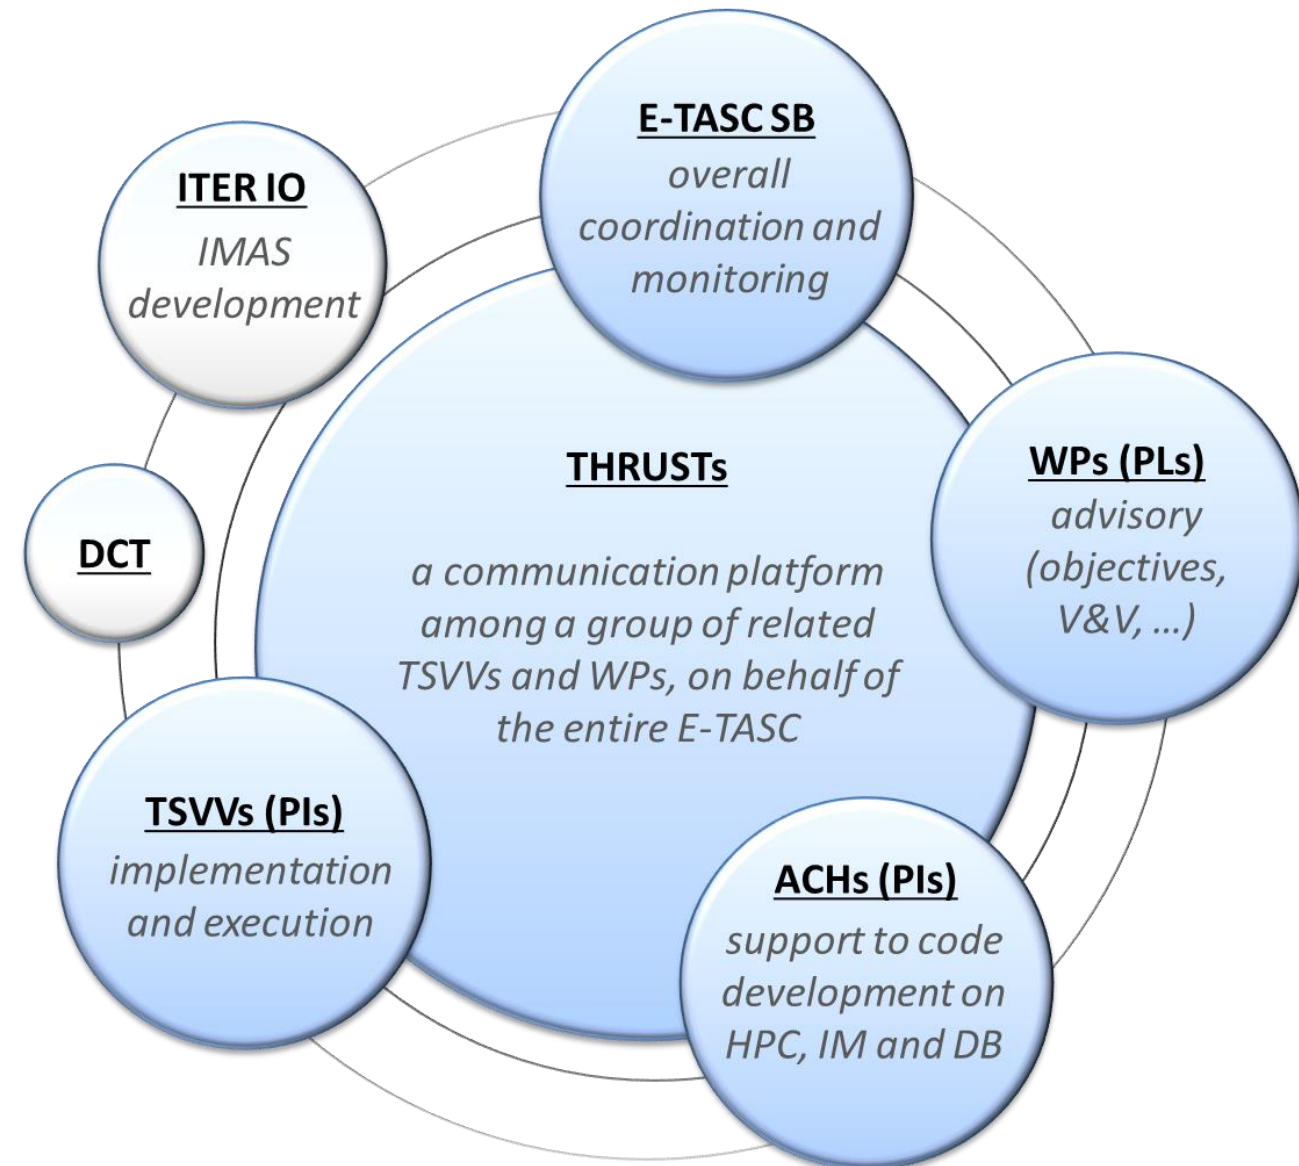 E-TASC SB
overall
coordination and
monitoring
ITER IO
IMAS
development
WPs (PLs)
advisory
(objectives,
V&V, ...)
THRUSTs
a communication platform
among a group of related
TSVVs and WPs, on behalf of
the entire E-TASC
DCT
TSVVs (PIs)
implementation
and execution
ACHs (PIs)
support to code
development on
HPC, IM and DB